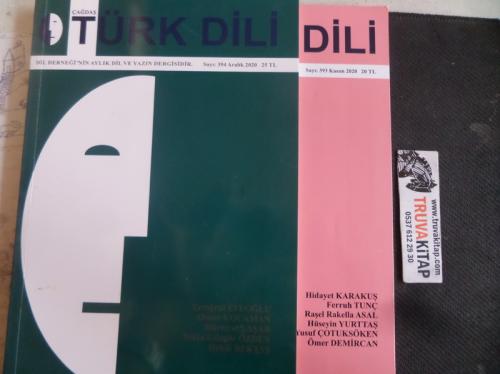 ÇAĞDAŞ
TÜRK DİLİ
DİL DERNEĞİ'NİN AYLIK DİL VE YAZIN DERGİSİDİR. Sayı: 394 Aralık 2020 25 TL
DİLİ
Sayı: 393 Kasım 2020 20 TL
Hidayet KARAKUŞ
Ferruh TUNÇ
Raşel Rakella ASAL
Hüseyin YURTTAŞ
Yusuf ÇOTUKSÖKEN
Ömer DEMİRCAN
www.truvakitap.com
TRUVAKİTAP
0537 612 29 30